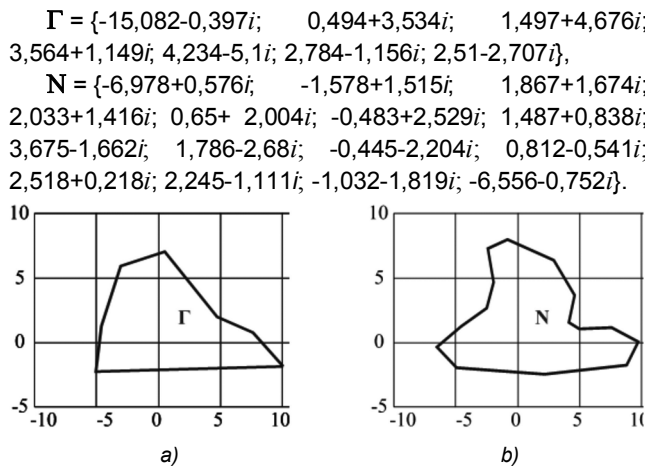 Γ = {-15,082-0,397i; 0,494+3,534i; 1,497+4,676i;
3,564+1,149i; 4,234-5,1i; 2,784-1,156i; 2,51-2,707i},
N = {-6,978+0,576i; -1,578+1,515i; 1,867+1,674i;
2,033+1,416i; 0,65+ 2,004i; -0,483+2,529i; 1,487+0,838i;
3,675-1,662i; 1,786-2,68i; -0,445-2,204i; 0,812-0,541i;
2,518+0,218i; 2,245-1,111i; -1,032-1,819i; -6,556-0,752i}.
10
5
0
-5
-10 -5 0 5 10
Γ
a)
10
5
0
-5
-10 -5 0 5 10
N
b)